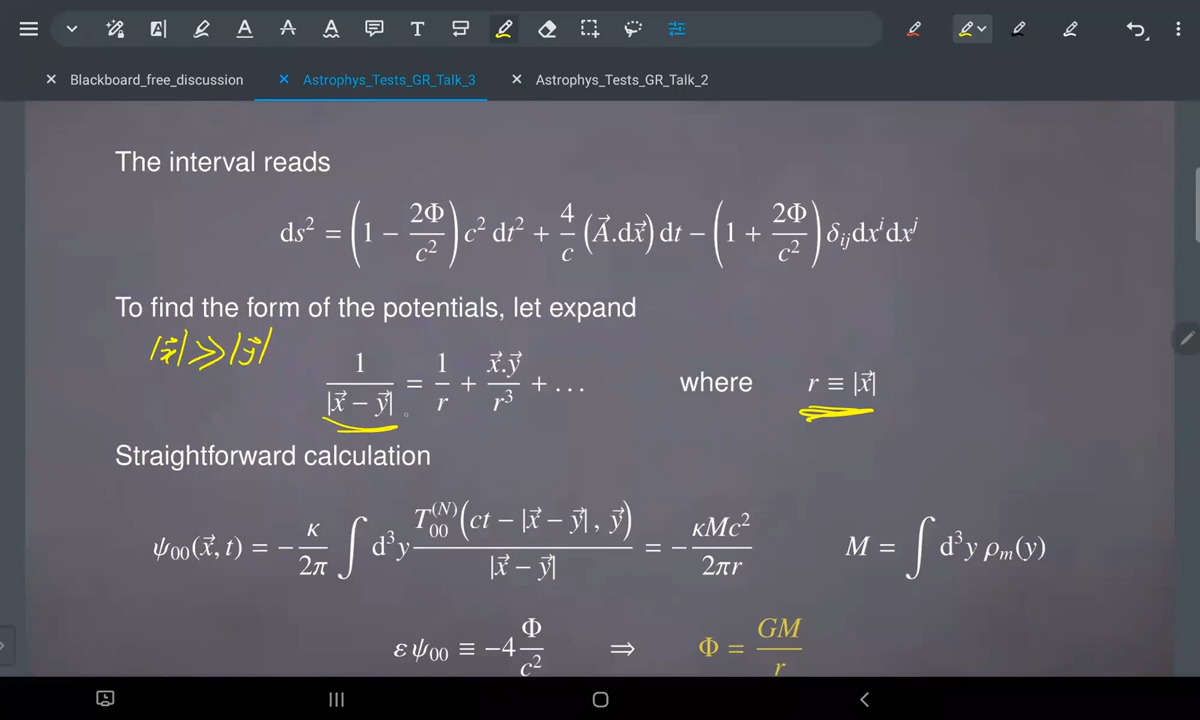 Blackboard_free_discussion Astrophys_Tests_GR_Talk_3 Astrophys_Tests_GR_Talk_2
The interval reads
ds² = (1 − 2Φ/c²) c² dt² + 4/c (A⃗.dx⃗) dt − (1 + 2Φ/c²) δ_ij dx^i dx^j
To find the form of the potentials, let expand
|x⃗| ≫ |y⃗|
1/|x⃗ − y⃗| = 1/r + x⃗.y⃗/r³ + … where r ≡ |x⃗|
Straightforward calculation
ψ₀₀(x⃗, t) = − κ/2π ∫ d³y T₀₀^(N)(ct − |x⃗ − y⃗|, y⃗)/|x⃗ − y⃗| = − κMc²/2πr M = ∫ d³y ρ_m(y)
ε ψ₀₀ ≡ −4 Φ/c² ⇒ Φ = GM/r